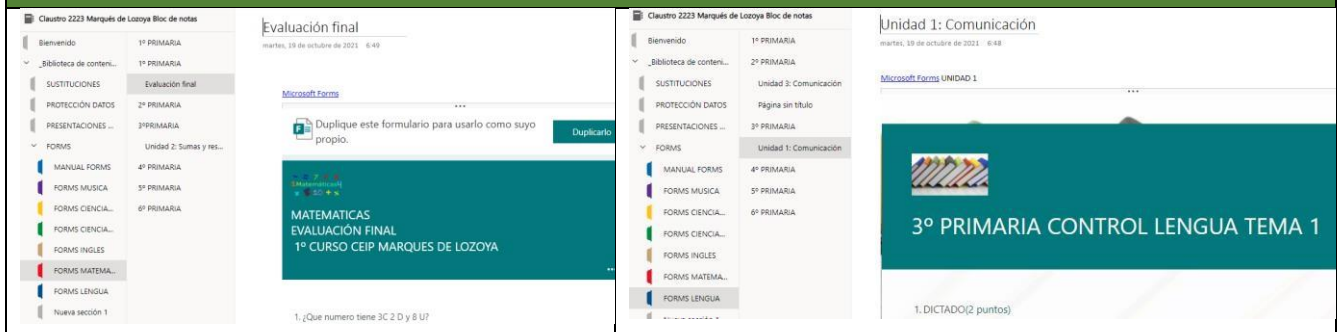 Claustro 2223 Marqués de Lozoya Bloc de notas
Bienvenido
_Biblioteca de conteni...
SUSTITUCIONES
PROTECCIÓN DATOS
PRESENTACIONES ...
FORMS
MANUAL FORMS
FORMS MUSICA
FORMS CIENCIA...
FORMS CIENCIA...
FORMS INGLES
FORMS MATEMA...
FORMS LENGUA
Nueva sección 1
1º PRIMARIA
1º PRIMARIA
Evaluación final
2º PRIMARIA
3ºPRIMARIA
Unidad 2: Sumas y res...
4º PRIMARIA
5º PRIMARIA
6º PRIMARIA
Evaluación final
martes, 19 de octubre de 2021 6:49
Microsoft Forms
Duplique este formulario para usarlo como suyo
propio.
Duplicarlo
MATEMATICAS
EVALUACIÓN FINAL
1º CURSO CEIP MARQUES DE LOZOYA
1. ¿Que numero tiene 3C 2 D y 8 U?
Claustro 2223 Marqués de Lozoya Bloc de notas
Bienvenido
_Biblioteca de conteni...
SUSTITUCIONES
PROTECCIÓN DATOS
PRESENTACIONES ...
FORMS
MANUAL FORMS
FORMS MUSICA
FORMS CIENCIA...
FORMS CIENCIA...
FORMS INGLES
FORMS MATEMA...
FORMS LENGUA
1º PRIMARIA
2º PRIMARIA
Unidad 3: Comunicación
Página sin título
3º PRIMARIA
Unidad 1: Comunicación
4º PRIMARIA
5º PRIMARIA
6º PRIMARIA
Unidad 1: Comunicación
martes, 19 de octubre de 2021 6:48
Microsoft Forms UNIDAD 1
3º PRIMARIA CONTROL LENGUA TEMA 1
1. DICTADO(2 puntos)